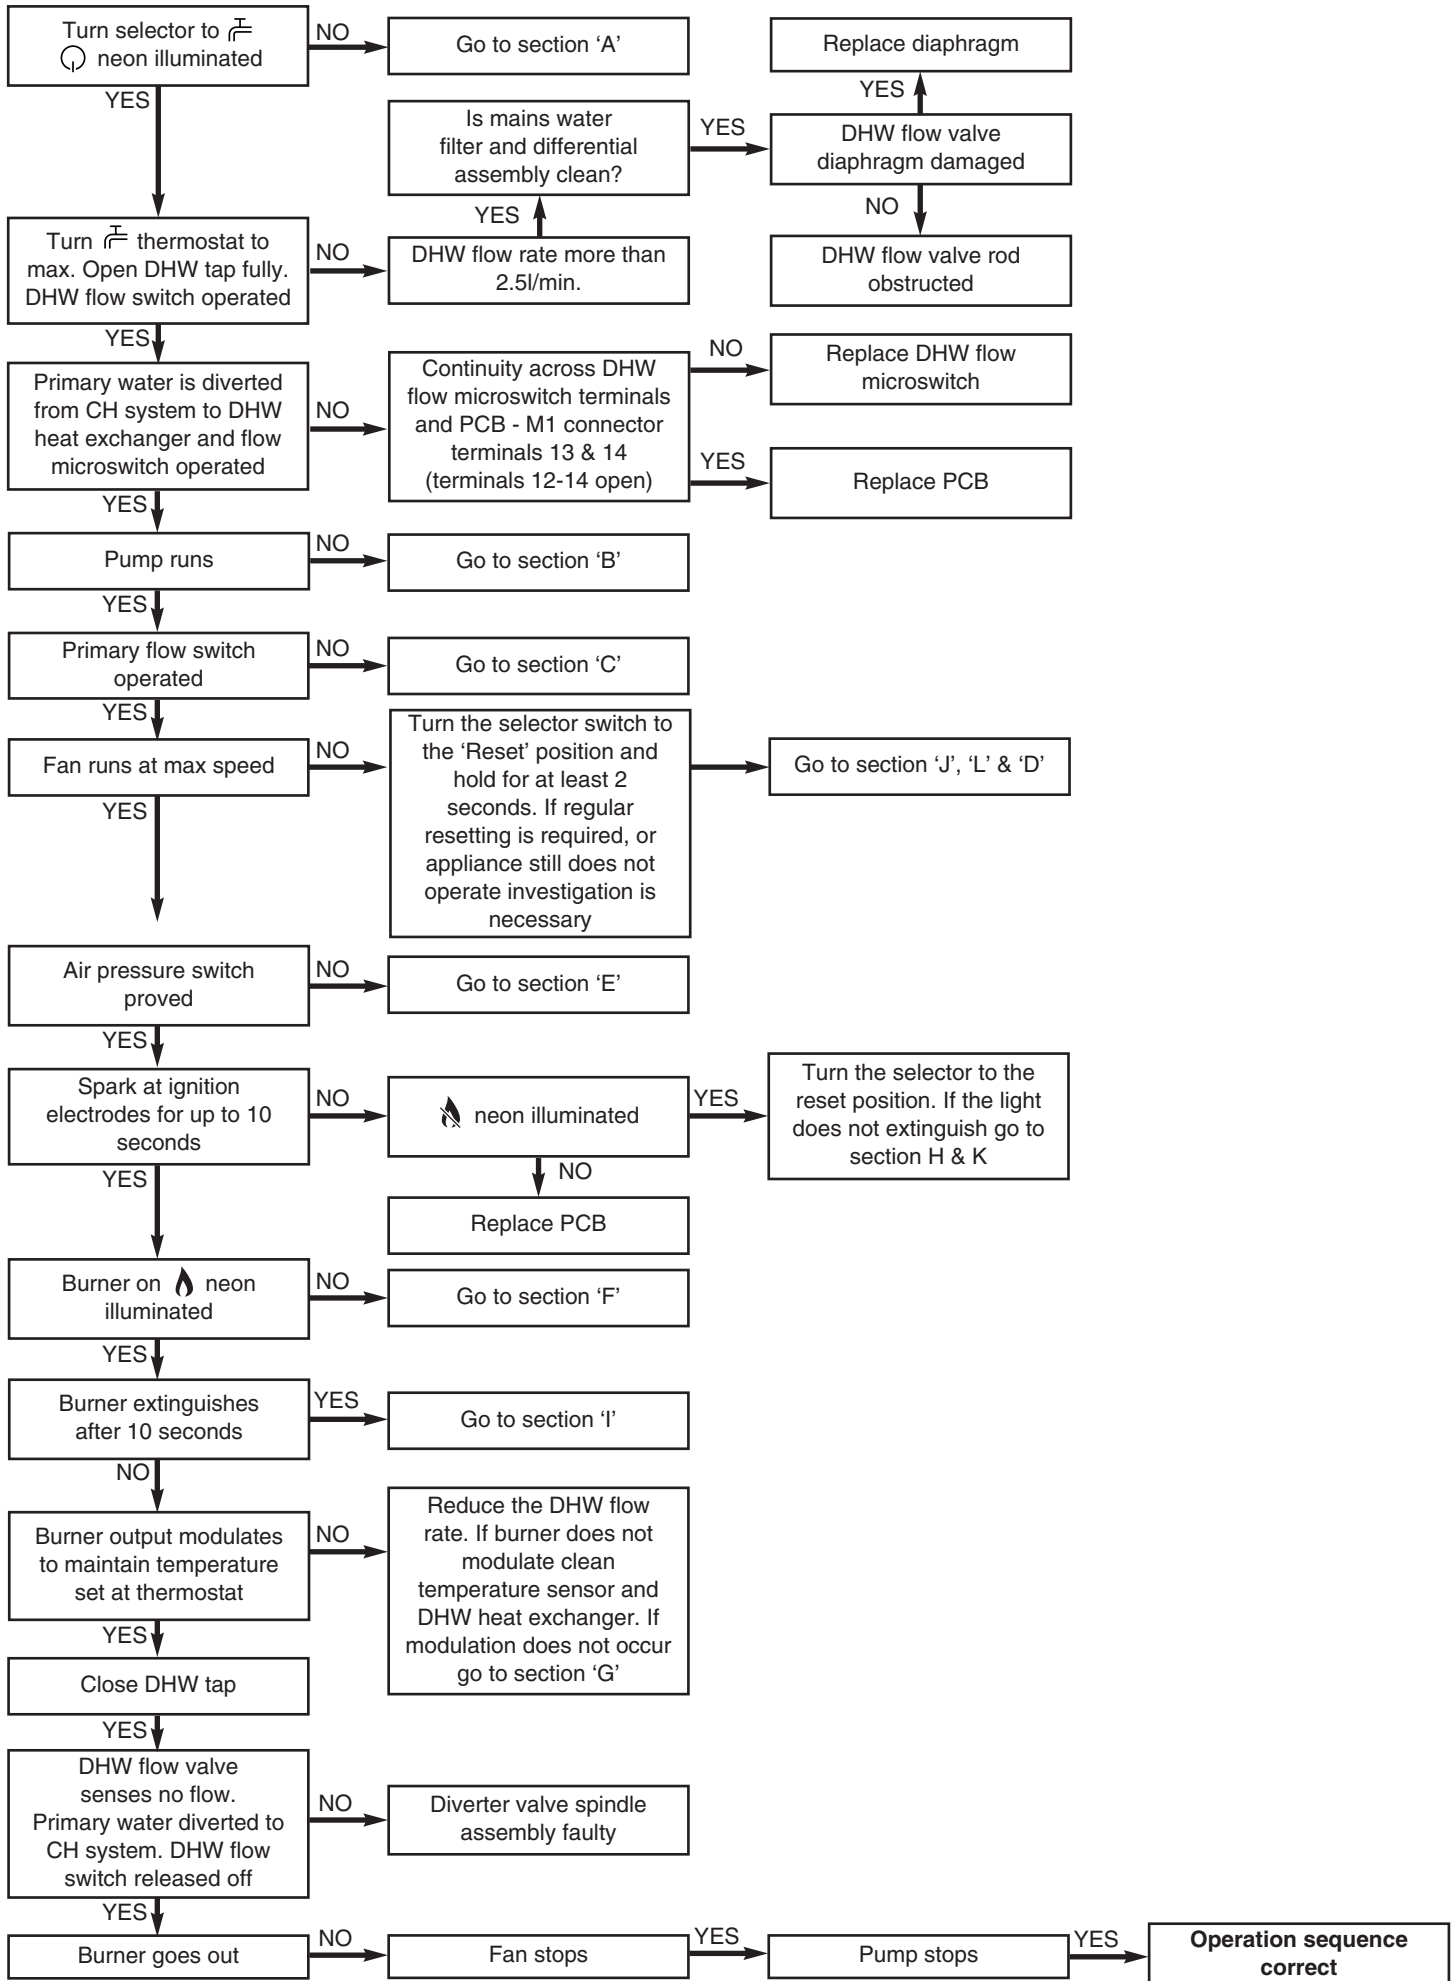 Turn selector to
neon illuminated
NO
Go to section ‘A’
YES
Replace diaphragm
YES
Is mains water
filter and differential
assembly clean?
YES
DHW flow valve
diaphragm damaged
YES
NO
Turn thermostat to
max. Open DHW tap fully.
DHW flow switch operated
NO
DHW flow rate more than
2.5l/min.
DHW flow valve rod
obstructed
YES
Primary water is diverted
from CH system to DHW
heat exchanger and flow
microswitch operated
NO
Continuity across DHW
flow microswitch terminals
and PCB - M1 connector
terminals 13 & 14
(terminals 12-14 open)
NO
Replace DHW flow
microswitch
YES
Replace PCB
YES
Pump runs
NO
Go to section ‘B’
YES
Primary flow switch
operated
NO
Go to section ‘C’
YES
Fan runs at max speed
NO
Turn the selector switch to
the ‘Reset’ position and
hold for at least 2
seconds. If regular
resetting is required, or
appliance still does not
operate investigation is
necessary
Go to section ‘J’, ‘L’ & ‘D’
YES
Air pressure switch
proved
NO
Go to section ‘E’
YES
Spark at ignition
electrodes for up to 10
seconds
NO
neon illuminated
YES
Turn the selector to the
reset position. If the light
does not extinguish go to
section H & K
NO
Replace PCB
YES
Burner on neon
illuminated
NO
Go to section ‘F’
YES
Burner extinguishes
after 10 seconds
YES
Go to section ‘I’
NO
Burner output modulates
to maintain temperature
set at thermostat
NO
Reduce the DHW flow
rate. If burner does not
modulate clean
temperature sensor and
DHW heat exchanger. If
modulation does not occur
go to section ‘G’
YES
Close DHW tap
YES
DHW flow valve
senses no flow.
Primary water diverted to
CH system. DHW flow
switch released off
NO
Diverter valve spindle
assembly faulty
YES
Burner goes out
NO
Fan stops
YES
Pump stops
YES
Operation sequence
correct